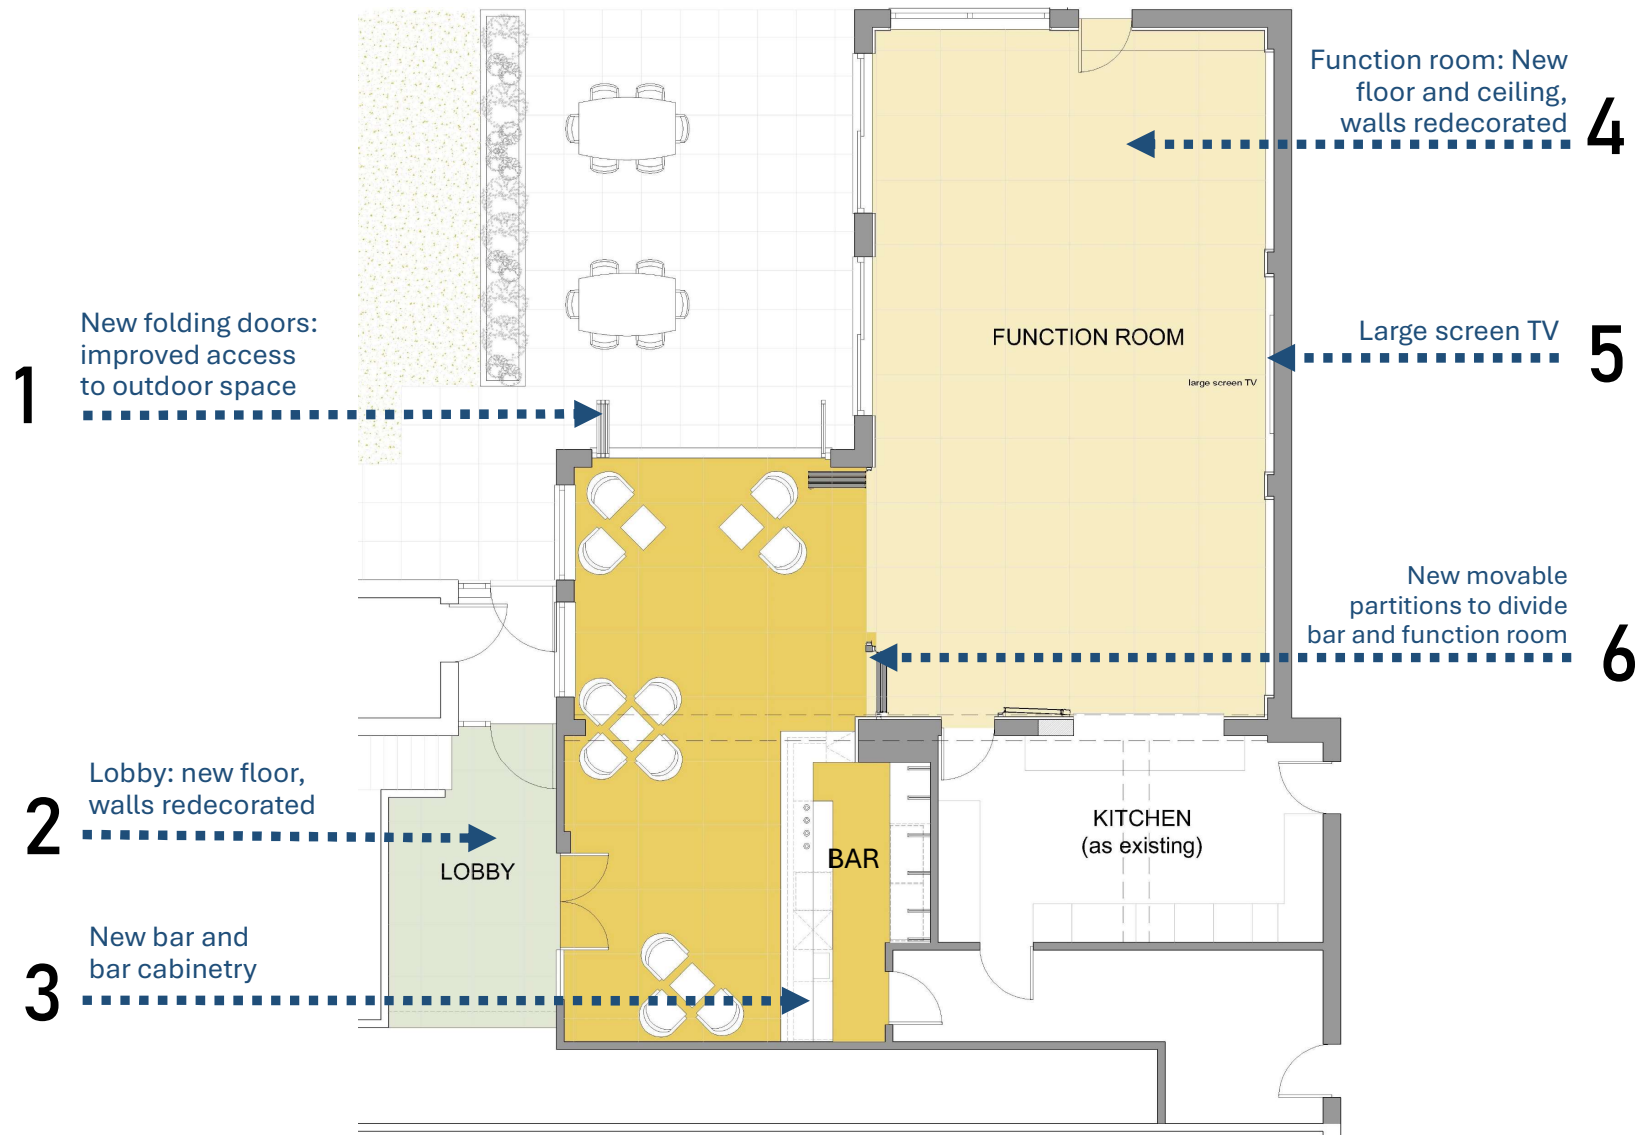 Function room: New
floor and ceiling,
walls redecorated
4
New folding doors:
improved access
to outdoor space
1
FUNCTION ROOM
Large screen TV
5
large screen TV
New movable
partitions to divide
bar and function room
6
Lobby: new floor,
walls redecorated
2
LOBBY
BAR
KITCHEN
(as existing)
New bar and
bar cabinetry
3